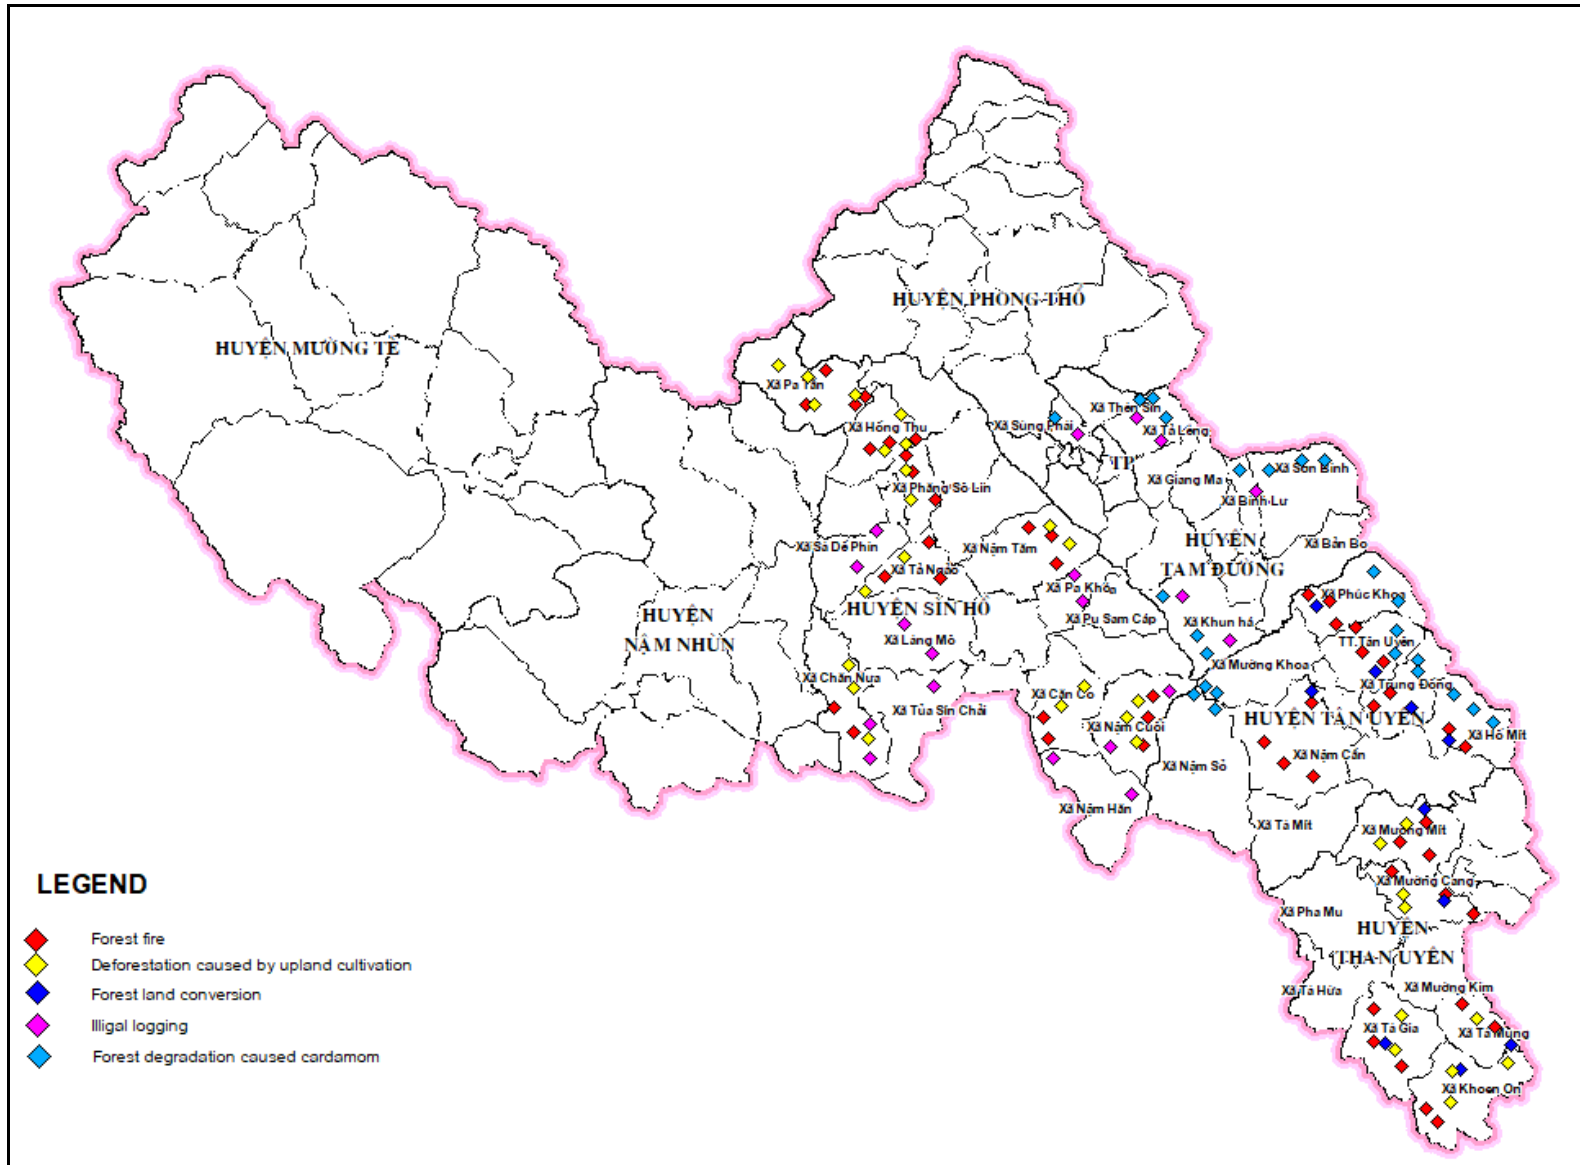 HUYỆN PHONG THỔ
HUYỆN MƯỜNG TÈ
Xã Pa Tần
Xã Hồng Thu
Xã Thèn Sin
Xã Sùng Phài
Xã Tả Lèng
TP
Xã Giang Ma
Xã Sơn Bình
Xã Bình Lư
Xã Phăng Sô Lin
Xã Sà Dề Phìn
Xã Nậm Tăm
Xã Bản Bo
HUYỆN
TAM ĐƯỜNG
Xã Tả Ngảo
Xã Pa Khóa
Xã Phúc Khoa
HUYỆN SÌN HỒ
HUYỆN
NẬM NHÙN
Xã Pu Sam Cáp
Xã Khun há
Xã Làng Mô
TT.Tân Uyên
Xã Mường Khoa
Xã Chăn Nưa
Xã Trung Đồng
Xã Căn Co
Xã Tủa Sín Chải
HUYỆN TÂN UYÊN
Xã Nậm Cuổi
Xã Hố Mít
Xã Nậm Cần
Xã Nậm Sỏ
Xã Nậm Hăn
Xã Tà Mít
Xã Mường Mít
Xã Mường Cang
Xã Pha Mu
HUYỆN
THAN UYÊN
Xã Tà Hừa
Xã Mường Kim
Xã Tà Gia
Xã Tà Mung
Xã Khoen On
LEGEND
Forest fire
Deforestation caused by upland cultivation
Forest land conversion
Illigal logging
Forest degradation caused cardamom